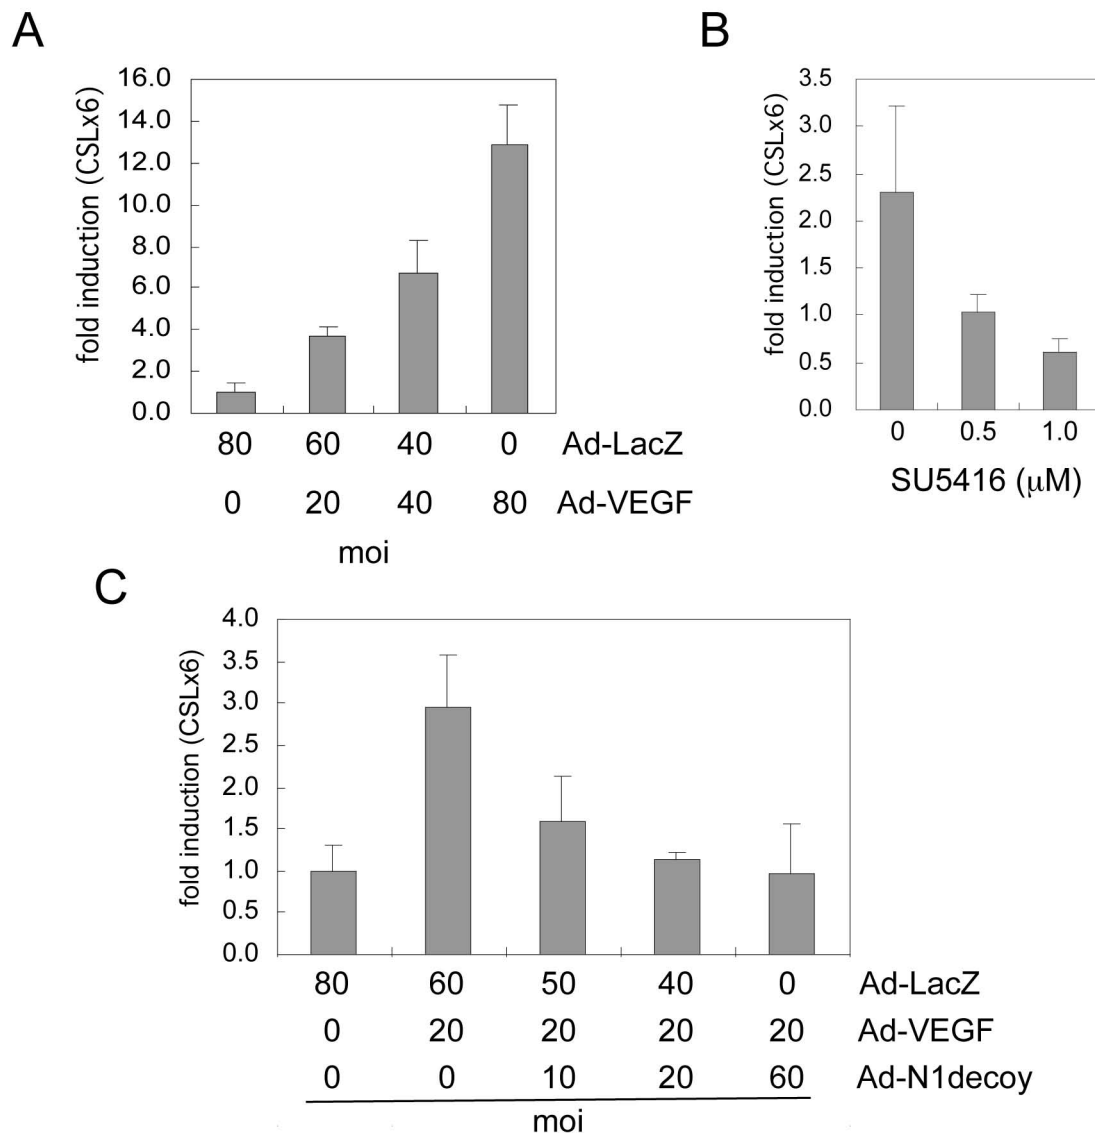 A
fold induction (CSLx6)
16.0
14.0
12.0
10.0
8.0
6.0
4.0
2.0
0.0
80 60 40 0 Ad-LacZ
0 20 40 80 Ad-VEGF
moi
B
fold induction (CSLx6)
3.5
3.0
2.5
2.0
1.5
1.0
0.5
0.0
0 0.5 1.0
SU5416 (μM)
C
fold induction (CSLx6)
4.0
3.5
3.0
2.5
2.0
1.5
1.0
0.5
0.0
80 60 50 40 0 Ad-LacZ
0 20 20 20 20 Ad-VEGF
0 0 10 20 60 Ad-N1decoy
moi